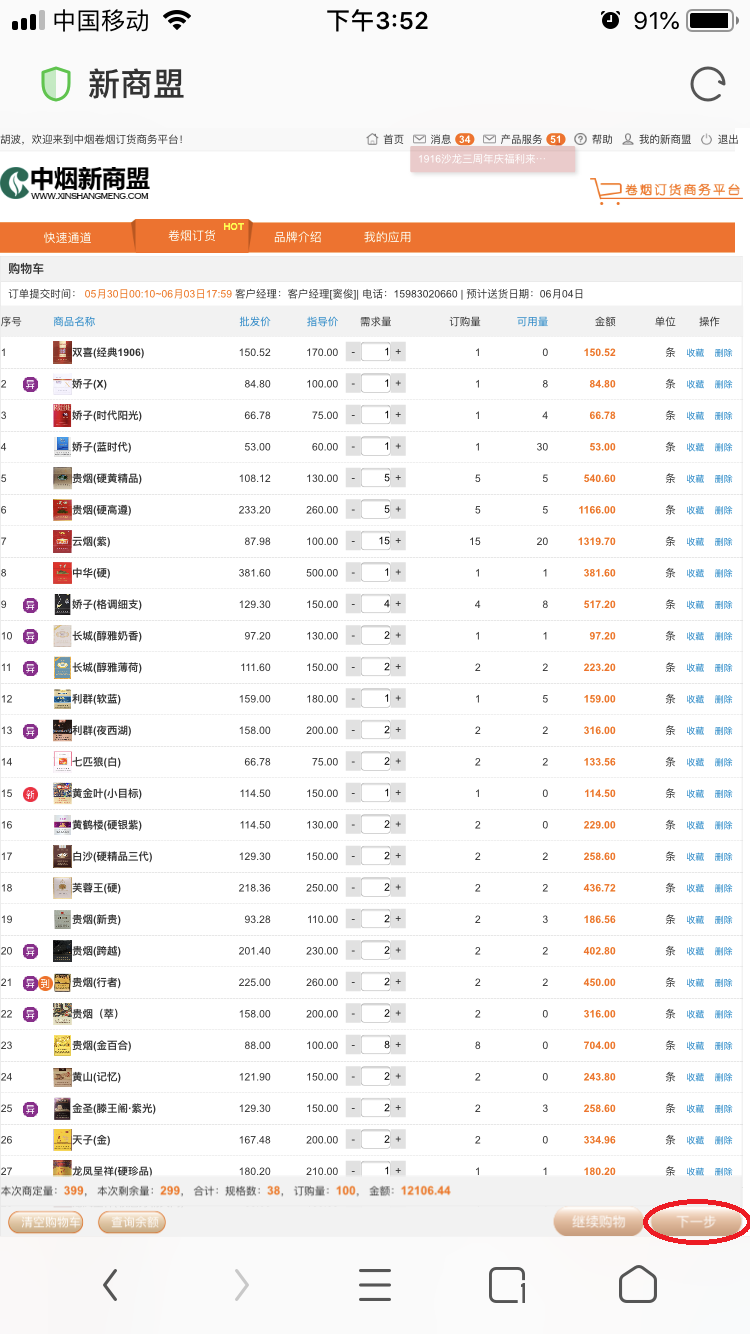 中国移动 下午3:52 91%
新商盟
胡波，欢迎来到中烟卷烟订货商务平台！ 首页 消息 34 产品服务 51 帮助 我的新商盟 退出
1916沙龙三周年庆福利来…
中烟新商盟
WWW.XINSHANGMENG.COM
卷烟订货商务平台
快速通道 卷烟订货 HOT 品牌介绍 我的应用
购物车
订单提交时间： 05月30日00:10~06月03日17:59 客户经理：客户经理[窦俊]| 电话：15983020660 | 预计送货日期：06月04日
序号 商品名称 批发价 指导价 需求量 订购量 可用量 金额 单位 操作
1 双喜(经典1906) 150.52 170.00 - 1 + 1 0 150.52 条 收藏 删除
2 昇 娇子(X) 84.80 100.00 - 1 + 1 8 84.80 条 收藏 删除
3 娇子(时代阳光) 66.78 75.00 - 1 + 1 4 66.78 条 收藏 删除
4 娇子(蓝时代) 53.00 60.00 - 1 + 1 30 53.00 条 收藏 删除
5 贵烟(硬黄精品) 108.12 130.00 - 5 + 5 5 540.60 条 收藏 删除
6 贵烟(硬高遵) 233.20 260.00 - 5 + 5 5 1166.00 条 收藏 删除
7 云烟(紫) 87.98 100.00 - 15 + 15 20 1319.70 条 收藏 删除
8 中华(硬) 381.60 500.00 - 1 + 1 1 381.60 条 收藏 删除
9 昇 娇子(格调细支) 129.30 150.00 - 4 + 4 8 517.20 条 收藏 删除
10 昇 长城(醇雅奶香) 97.20 130.00 - 2 + 1 1 97.20 条 收藏 删除
11 昇 长城(醇雅薄荷) 111.60 150.00 - 2 + 2 2 223.20 条 收藏 删除
12 利群(软蓝) 159.00 180.00 - 1 + 1 5 159.00 条 收藏 删除
13 昇 利群(夜西湖) 158.00 200.00 - 2 + 2 2 316.00 条 收藏 删除
14 七匹狼(白) 66.78 75.00 - 2 + 2 2 133.56 条 收藏 删除
15 新 黄金叶(小目标) 114.50 150.00 - 1 + 1 0 114.50 条 收藏 删除
16 黄鹤楼(硬银紫) 114.50 130.00 - 2 + 2 0 229.00 条 收藏 删除
17 白沙(硬精品三代) 129.30 150.00 - 2 + 2 2 258.60 条 收藏 删除
18 芙蓉王(硬) 218.36 250.00 - 2 + 2 2 436.72 条 收藏 删除
19 贵烟(新贵) 93.28 110.00 - 2 + 2 3 186.56 条 收藏 删除
20 昇 贵烟(跨越) 201.40 230.00 - 2 + 2 2 402.80 条 收藏 删除
21 昇 到 贵烟(行者) 225.00 260.00 - 2 + 2 2 450.00 条 收藏 删除
22 昇 贵烟（萃） 158.00 200.00 - 2 + 2 0 316.00 条 收藏 删除
23 贵烟(金百合) 88.00 100.00 - 8 + 8 0 704.00 条 收藏 删除
24 黄山(记忆) 121.90 150.00 - 2 + 2 0 243.80 条 收藏 删除
25 昇 金圣(滕王阁·紫光) 129.30 150.00 - 2 + 2 3 258.60 条 收藏 删除
26 天子(金) 167.48 200.00 - 2 + 2 0 334.96 条 收藏 删除
27 龙凤呈祥(硬珍品) 180.20 210.00 - 1 + 1 1 180.20 条 收藏 删除
本次商定量：399， 本次剩余量：299， 合计：规格数：38， 订购量：100， 金额：12106.44
清空购物车 查询余额 继续购物 下一步
1